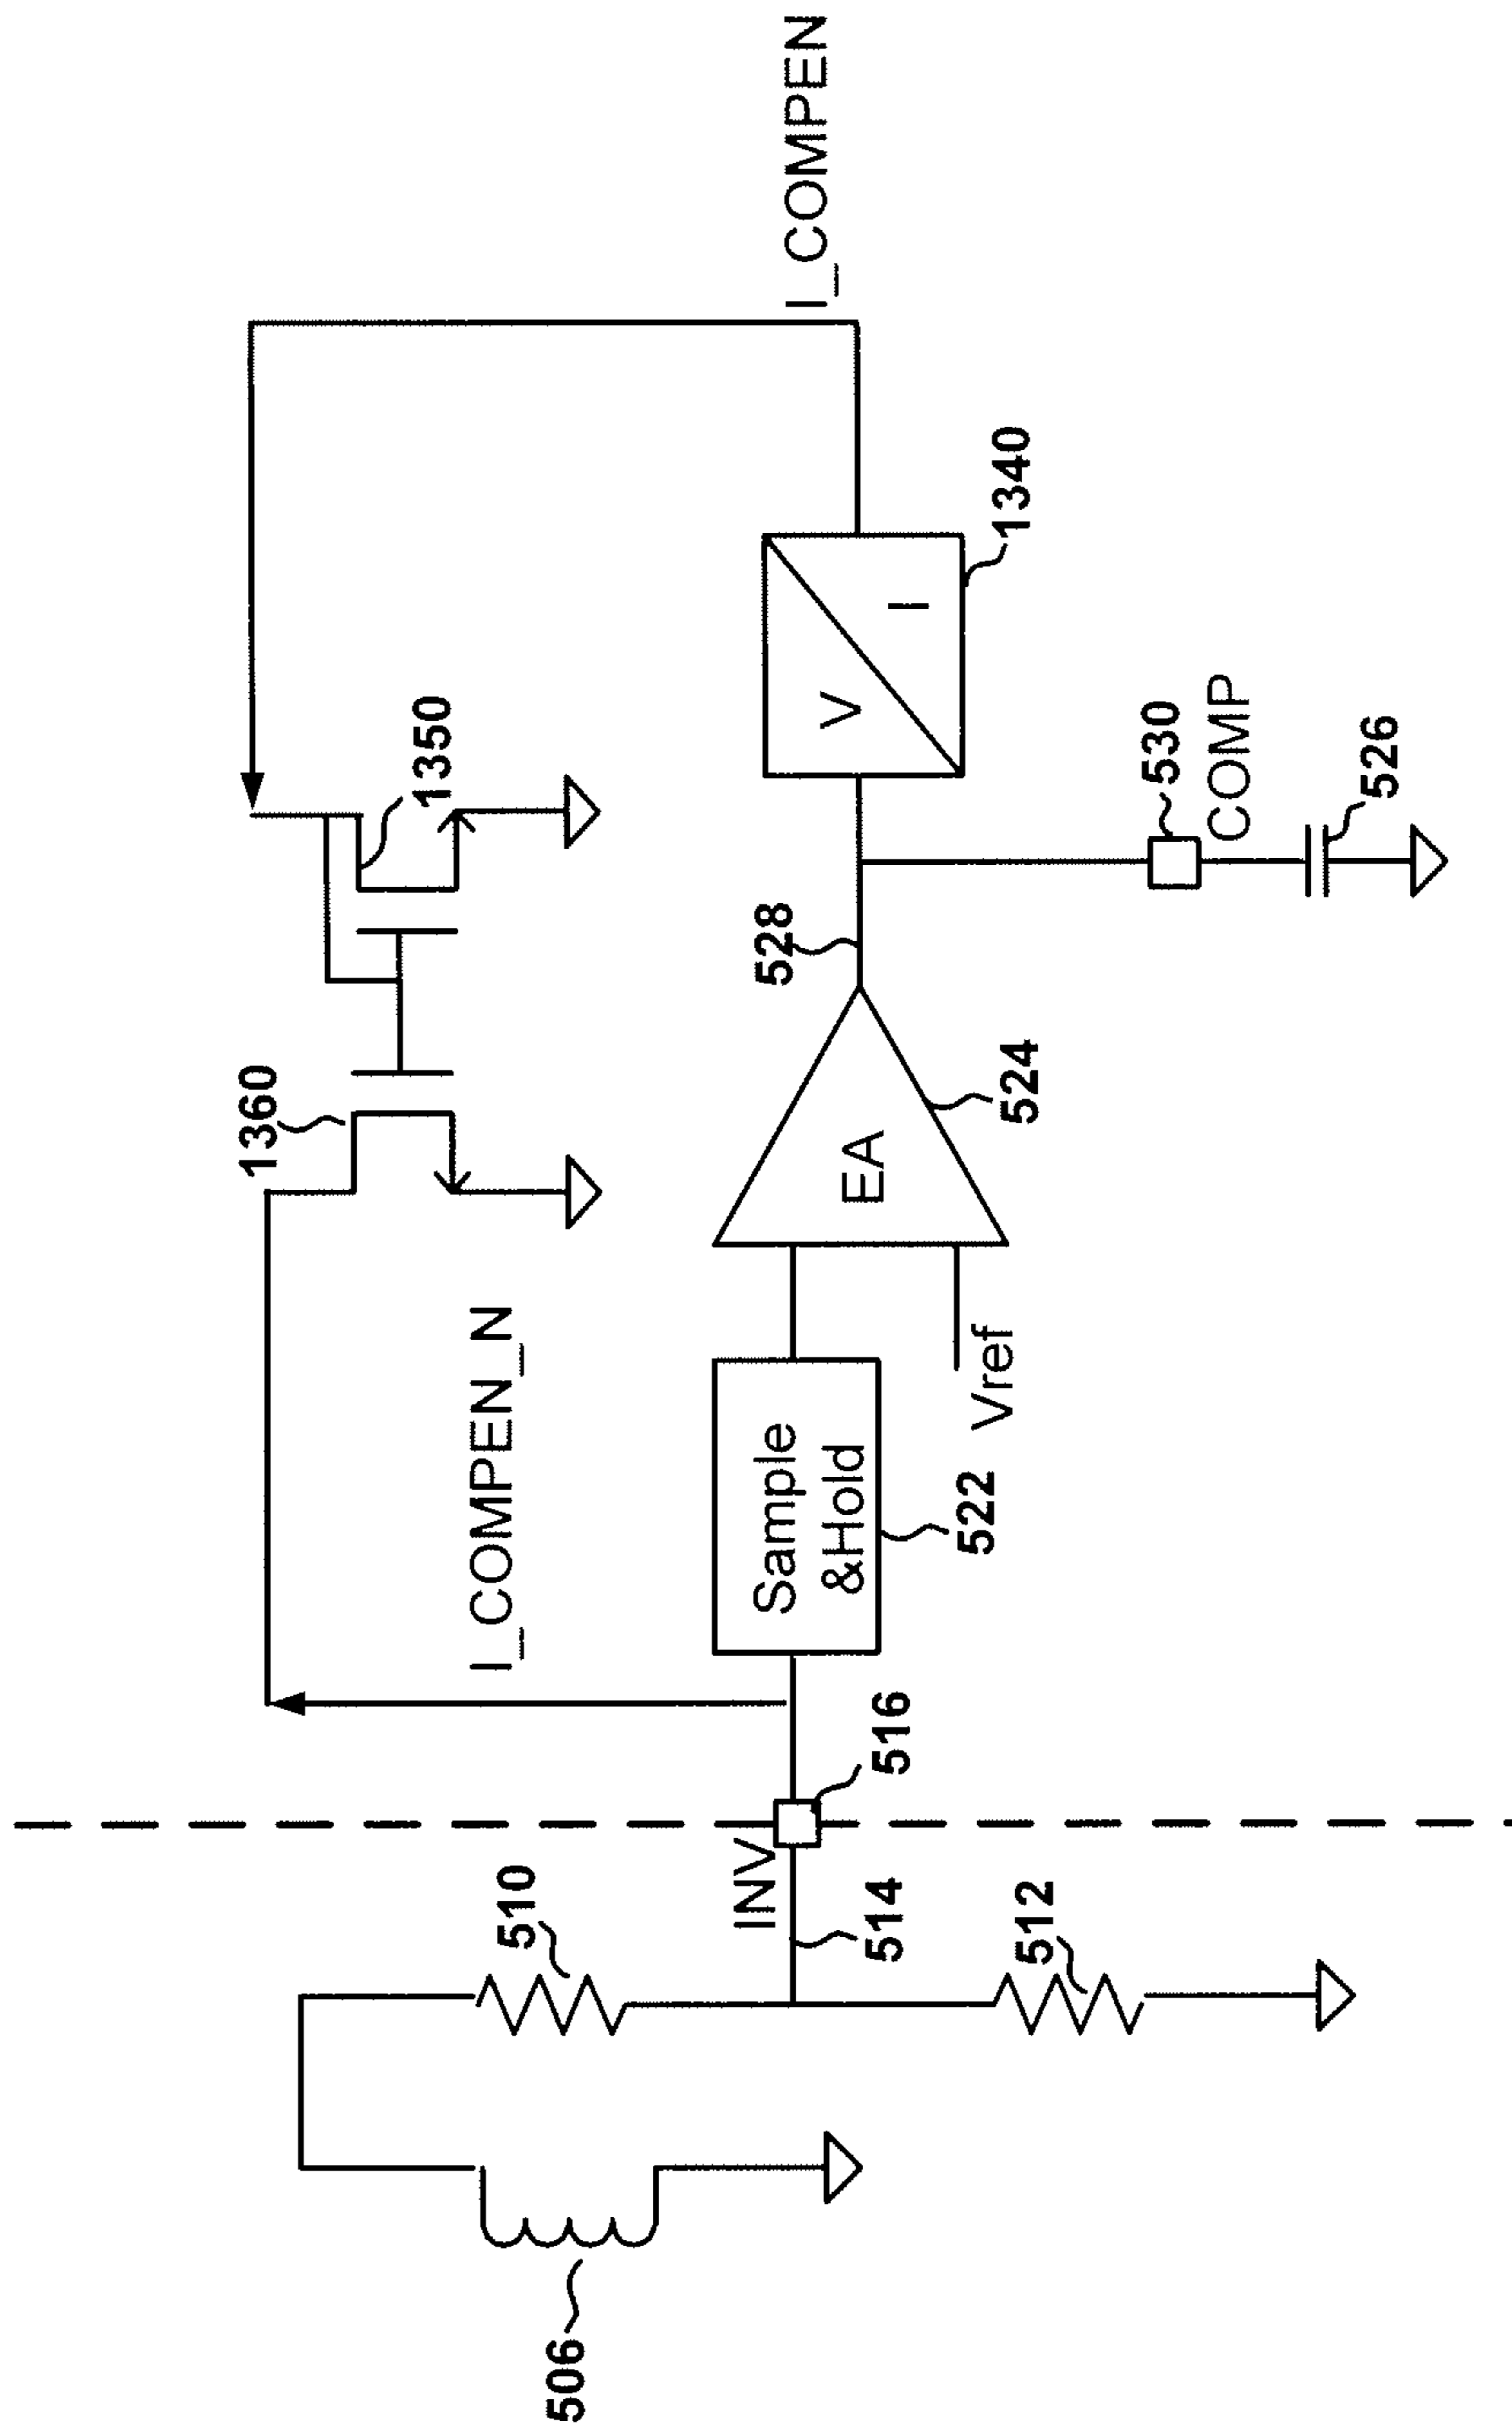 I_COMPEN
1350
1360
I_COMPEN_N
V
I
1340
528
530
COMP
526
EA
524
Sample
&Hold
522
Vref
516
INV
514
510
512
506